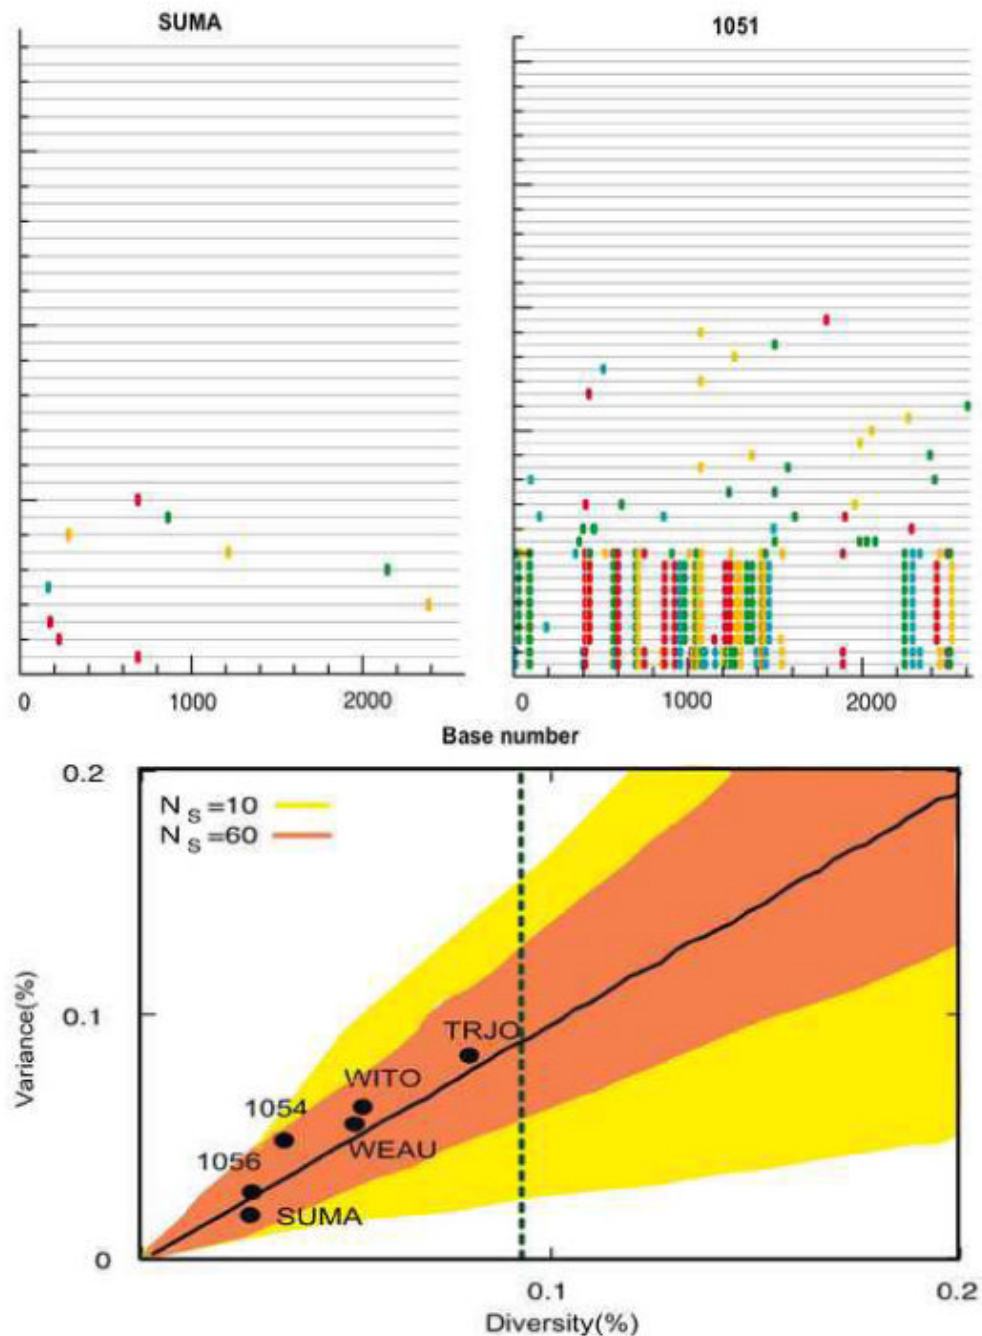 SUMA
1051
0 1000 2000
0 1000 2000
Base number
0.2
N S =10
N S =60
0.1
TRJO
WITO
1054
WEAU
1056
SUMA
0
0.1
0.2
Variance(%)
Diversity(%)